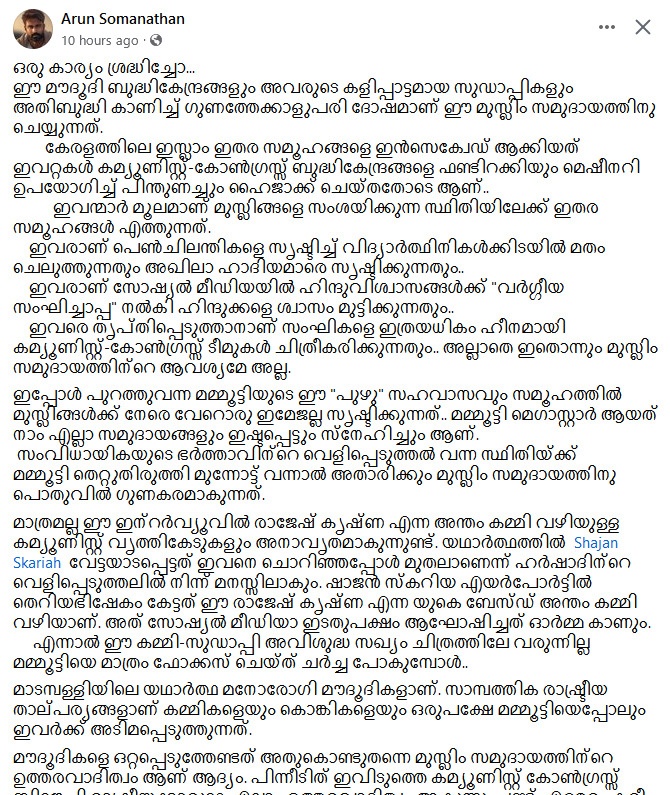 Arun Somanathan
10 hours ago ·
ഒരു കാര്യം ശ്രദ്ധിച്ചോ...
ഈ മൗദൂദി ബുദ്ധികേന്ദ്രങ്ങളും അവരുടെ കളിപ്പാട്ടമായ സുഡാപ്പികളും
അതിബുദ്ധി കാണിച്ച് ഗുണത്തേക്കാളുപരി ദോഷമാണ് ഈ മുസ്ലിം സമുദായത്തിനു
ചെയ്യുന്നത്.
കേരളത്തിലെ ഇസ്ലാം ഇതര സമൂഹങ്ങളെ ഇൻസെക്വേഡ് ആക്കിയത്
ഇവറ്റകൾ കമ്യൂണിസ്റ്റ്-കോൺഗ്രസ്സ് ബുദ്ധികേന്ദ്രങ്ങളെ ഫണ്ടിറക്കിയും മെഷീനറി
ഉപയോഗിച്ച് പിന്തുണച്ചും ഹൈജാക്ക് ചെയ്തതോടെ ആണ്..
ഇവന്മാർ മൂലമാണ് മുസ്ലിങ്ങളെ സംശയിക്കുന്ന സ്ഥിതിയിലേക്ക് ഇതര
സമൂഹങ്ങൾ എത്തുന്നത്.
ഇവരാണ് പെൺചിലന്തികളെ സൃഷ്ടിച്ച് വിദ്യാർത്ഥിനികൾക്കിടയിൽ മതം
ചെലുത്തുന്നതും അഖിലാ ഹാദിയമാരെ സൃഷ്ടിക്കുന്നതും..
ഇവരാണ് സോഷ്യൽ മീഡിയയിൽ ഹിന്ദുവിശ്വാസങ്ങൾക്ക് "വർഗ്ഗീയ
സംഘിച്ചാപ്പ" നൽകി ഹിന്ദുക്കളെ ശ്വാസം മുട്ടിക്കുന്നതും..
ഇവരെ തൃപ്തിപ്പെടുത്താനാണ് സംഘികളെ ഇത്രയധികം ഹീനമായി
കമ്യൂണിസ്റ്റ്-കോൺഗ്രസ്സ് ടീമുകൾ ചിത്രീകരിക്കുന്നതും.. അല്ലാതെ ഇതൊന്നും മുസ്ലിം
സമുദായത്തിൻ്റെ ആവശ്യമേ അല്ല.
ഇപ്പോൾ പുറത്തുവന്ന മമ്മൂട്ടിയുടെ ഈ "പുഴു" സഹവാസവും സമൂഹത്തിൽ
മുസ്ലിങ്ങൾക്ക് നേരെ വേറൊരു ഇമേജല്ല സൃഷ്ടിക്കുന്നത്.. മമ്മൂട്ടി മെഗാസ്റ്റാർ ആയത്
നാം എല്ലാ സമുദായങ്ങളും ഇഷ്ടപ്പെട്ടും സ്നേഹിച്ചും ആണ്.
സംവിധായികയുടെ ഭർത്താവിൻ്റെ വെളിപ്പെടുത്തൽ വന്ന സ്ഥിതിയ്ക്ക്
മമ്മൂട്ടി തെറ്റുതിരുത്തി മുന്നോട്ട് വന്നാൽ അതാരിക്കും മുസ്ലിം സമുദായത്തിനു
പൊതുവിൽ ഗുണകരമാകുന്നത്.
മാത്രമല്ല ഈ ഇൻ്റർവ്യൂവിൽ രാജേഷ് കൃഷ്ണ എന്ന അന്തം കമ്മി വഴിയുള്ള
കമ്യൂണിസ്റ്റ് വൃത്തികേടുകളും അനാവൃതമാകുന്നുണ്ട്. യഥാർത്ഥത്തിൽ Shajan
Skariah വേട്ടയാടപ്പെട്ടത് ഇവനെ ചൊറിഞ്ഞപ്പോൾ മുതലാണെന്ന് ഹർഷാദിൻ്റെ
വെളിപ്പെടുത്തലിൽ നിന്ന് മനസ്സിലാകും. ഷാജൻ സ്കറിയ എയർപോർട്ടിൽ
തെറിയഭിഷേകം കേട്ടത് ഈ രാജേഷ് കൃഷ്ണ എന്ന യുകെ ബേസ്ഡ് അന്തം കമ്മി
വഴിയാണ്. അത് സോഷ്യൽ മീഡിയാ ഇടതുപക്ഷം ആഘോഷിച്ചത് ഓർമ്മ കാണും.
എന്നാൽ ഈ കമ്മി-സുഡാപ്പി അവിശുദ്ധ സഖ്യം ചിത്രത്തിലേ വരുന്നില്ല
മമ്മൂട്ടിയെ മാത്രം ഫോക്കസ് ചെയ്ത് ചർച്ച പോകുമ്പോൾ..
മാടമ്പള്ളിയിലെ യഥാർത്ഥ മനോരോഗി മൗദൂദികളാണ്. സാമ്പത്തിക രാഷ്ട്രീയ
താല്പര്യങ്ങളാണ് കമ്മികളെയും കൊങ്കികളെയും ഒരുപക്ഷേ മമ്മൂട്ടിയെപ്പോലും
ഇവർക്ക് അടിമപ്പെടുത്തുന്നത്.
മൗദൂദികളെ ഒറ്റപ്പെടുത്തേണ്ടത് അതുകൊണ്ടുതന്നെ മുസ്ലിം സമുദായത്തിൻ്റെ
ഉത്തരവാദിത്വം ആണ് ആദ്യം. പിന്നീടിത് ഇവിടുത്തെ കമ്യൂണിസ്റ്റ് കോൺഗ്രസ്സ്